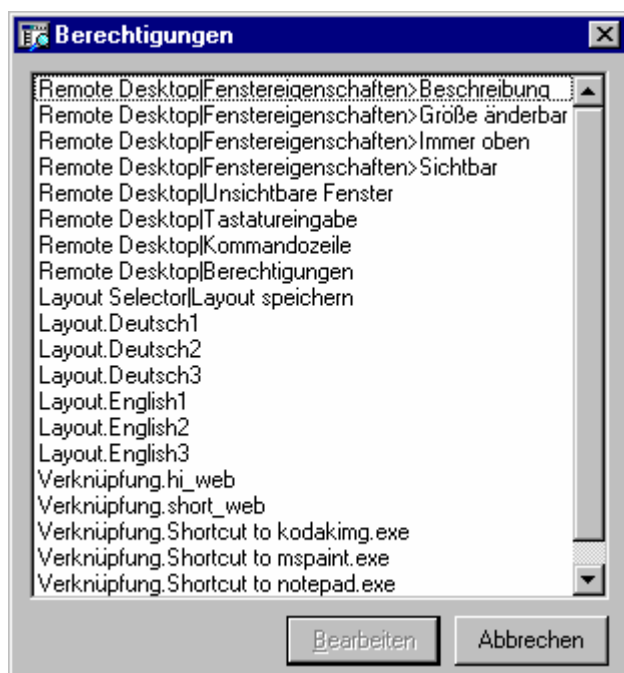 Berechtigungen
Remote Desktop|Fenstereigenschaften>Beschreibung
Remote Desktop|Fenstereigenschaften>Größe änderbar
Remote Desktop|Fenstereigenschaften>Immer oben
Remote Desktop|Fenstereigenschaften>Sichtbar
Remote Desktop|Unsichtbare Fenster
Remote Desktop|Tastatureingabe
Remote Desktop|Kommandozeile
Remote Desktop|Berechtigungen
Layout Selector|Layout speichern
Layout.Deutsch1
Layout.Deutsch2
Layout.Deutsch3
Layout.English1
Layout.English2
Layout.English3
Verknüpfung.hi_web
Verknüpfung.short_web
Verknüpfung.Shortcut to kodakimg.exe
Verknüpfung.Shortcut to mspaint.exe
Verknüpfung.Shortcut to notepad.exe
Bearbeiten Abbrechen